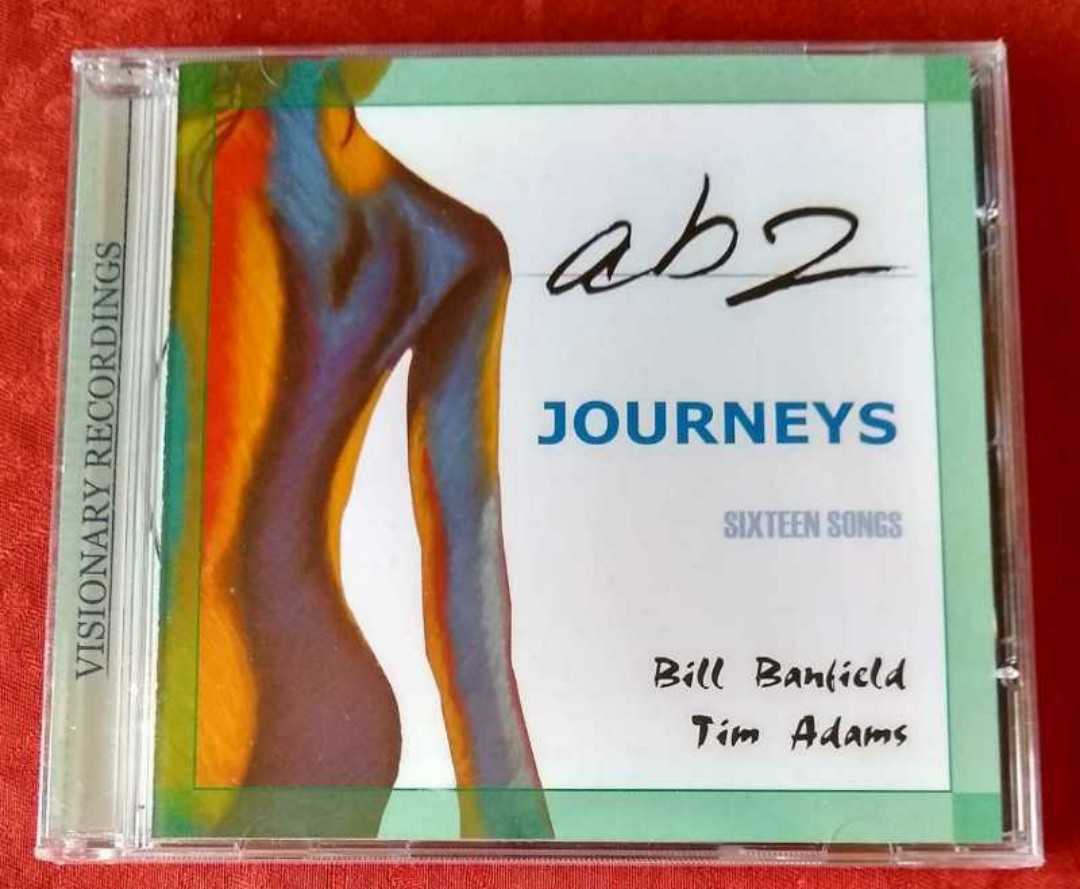 VISIONARY RECORDINGS
ab2
JOURNEYS
SIXTEEN SONGS
Bill Banfield
Tim Adams